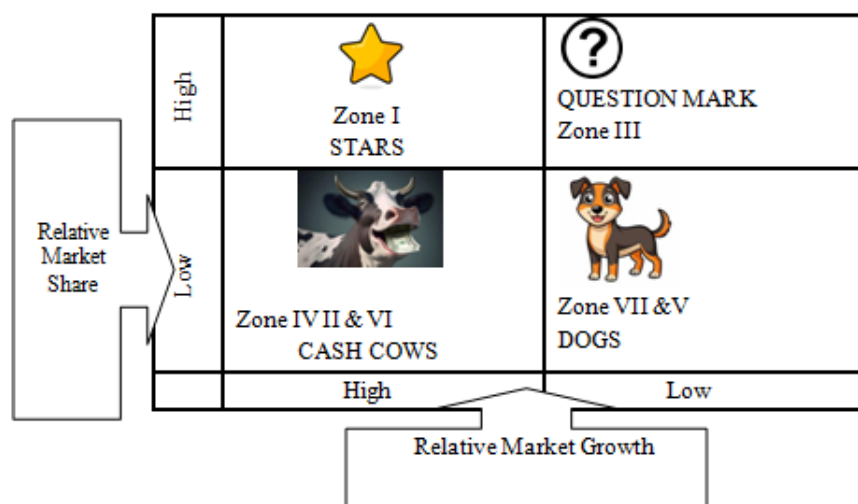 High
Zone I
STARS
?
QUESTION MARK
Zone III
Relative
Market
Share
Low
Zone IV II & VI
CASH COWS
Zone VII &V
DOGS
High
Low
Relative Market Growth